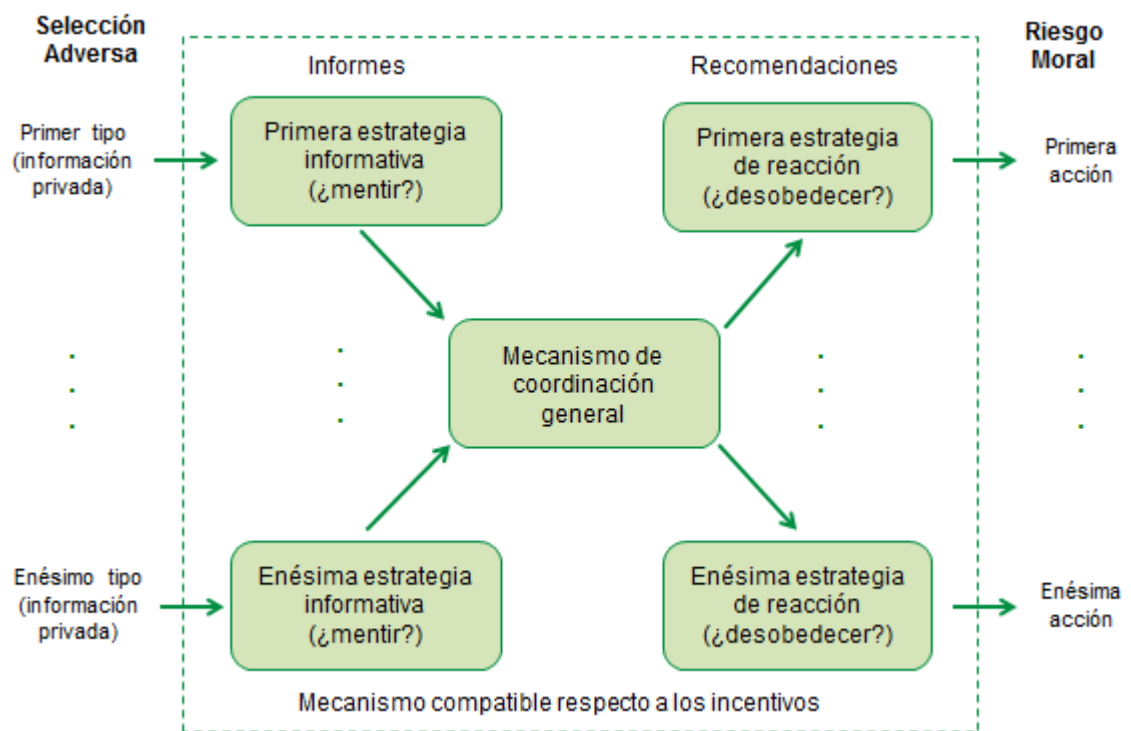 Selección
Adversa
Riesgo
Moral
Informes
Recomendaciones
Primer tipo
(información
privada)
Primera estrategia
informativa
(¿mentir?)
Primera estrategia
de reacción
(¿desobedecer?)
Primera
acción
Mecanismo de
coordinación
general
Enésimo tipo
(información
privada)
Enésima estrategia
informativa
(¿mentir?)
Enésima estrategia
de reacción
(¿desobedecer?)
Enésima
acción
Mecanismo compatible respecto a los incentivos